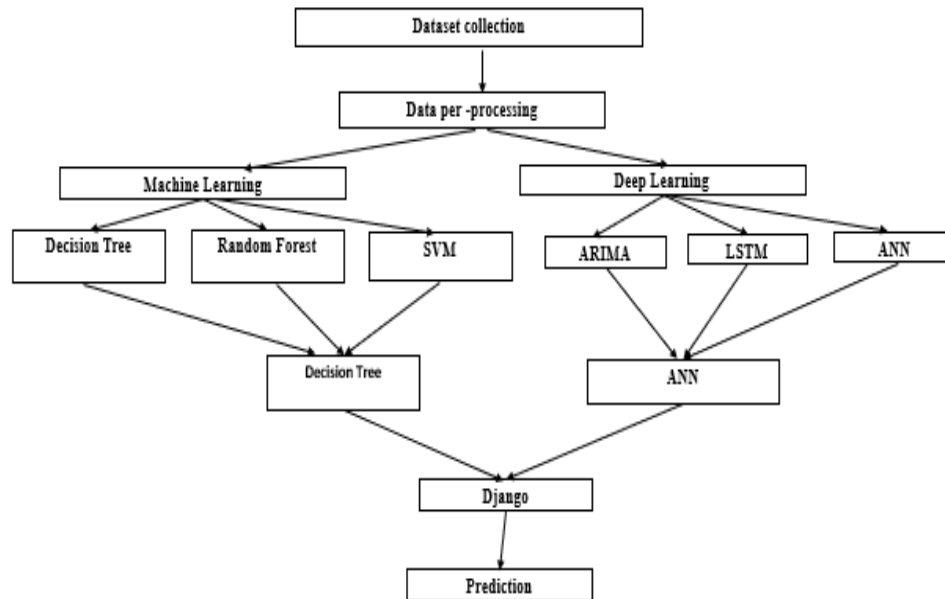 Dataset collection
Data per -processing
Machine Learning
Deep Learning
Decision Tree
Random Forest
SVM
ARIMA
LSTM
ANN
Decision Tree
ANN
Django
Prediction